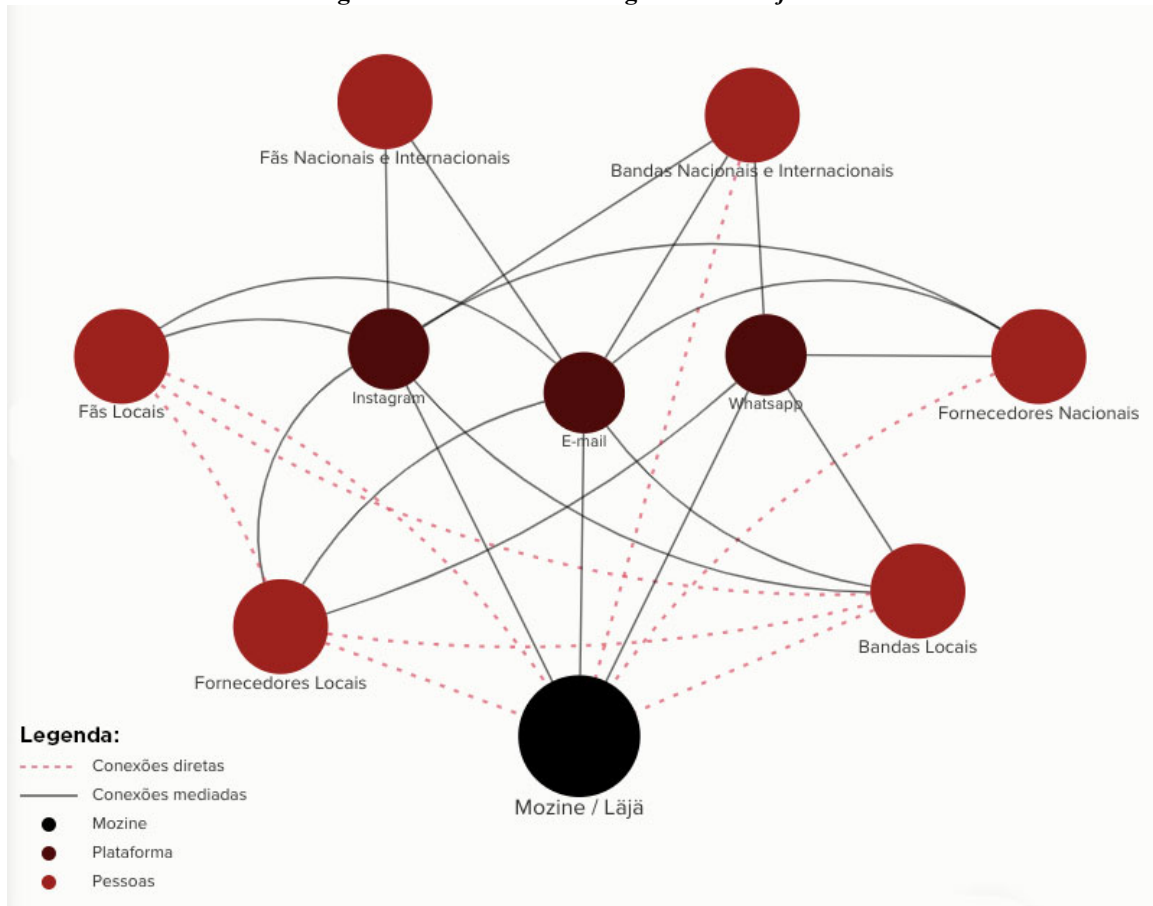 Fãs Nacionais e Internacionais
Bandas Nacionais e Internacionais
Fãs Locais
Instagram
E-mail
Whatsapp
Fornecedores Nacionais
Fornecedores Locais
Bandas Locais
Mozine / Läjä
Legenda:
Conexões diretas
Conexões mediadas
Mozine
Plataforma
Pessoas